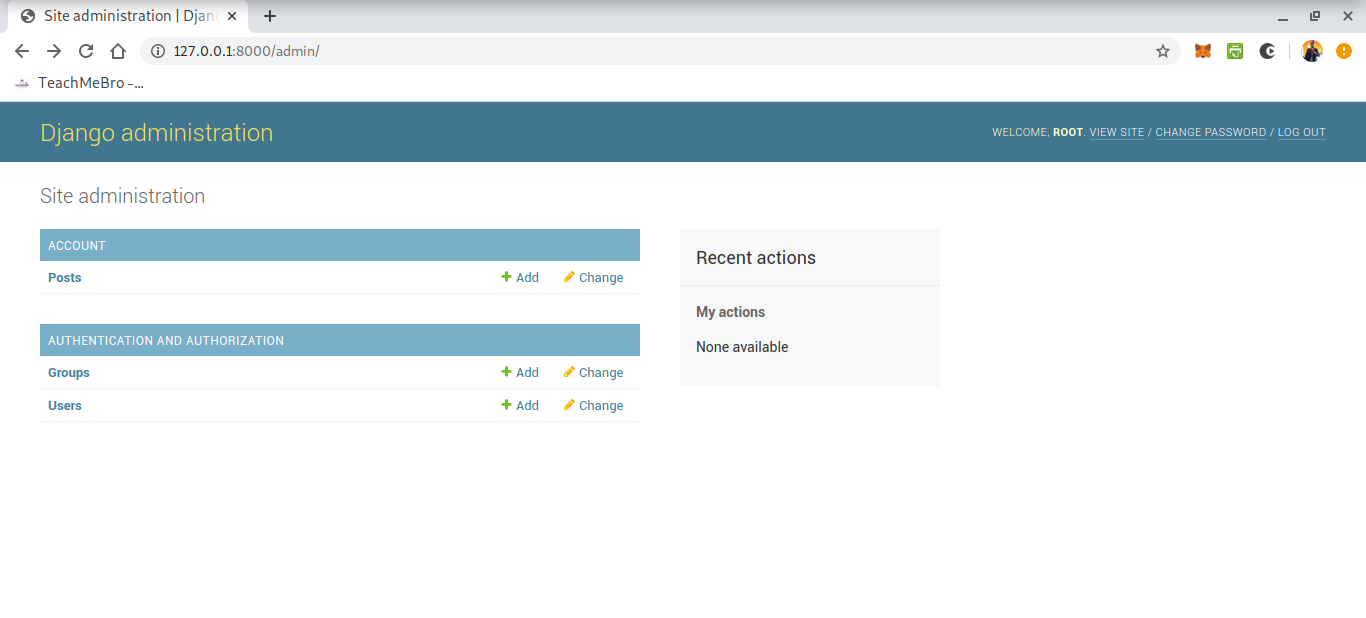 Site administration | Djan
127.0.0.1:8000/admin/
TeachMeBro -...
Django administration
WELCOME, ROOT. VIEW SITE / CHANGE PASSWORD / LOG OUT
Site administration
ACCOUNT
Posts Add Change
AUTHENTICATION AND AUTHORIZATION
Groups Add Change
Users Add Change
Recent actions
My actions
None available